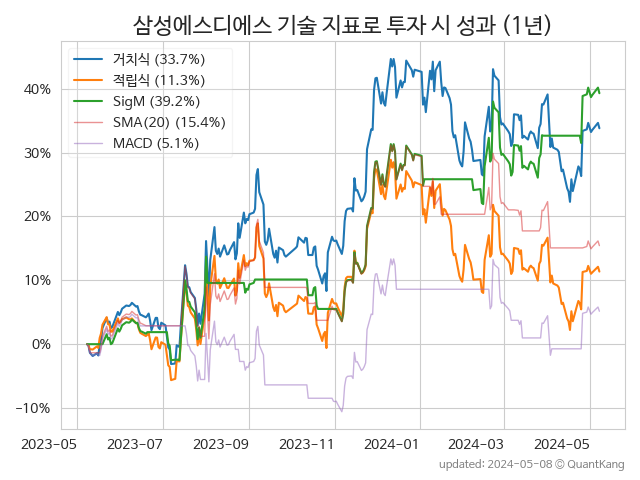 삼성에스디에스 기술 지표로 투자 시 성과 (1년)
거치식 (33.7%)
적립식 (11.3%)
SigM (39.2%)
SMA(20) (15.4%)
MACD (5.1%)
40%
30%
20%
10%
0%
−10%
2023-05 2023-07 2023-09 2023-11 2024-01 2024-03 2024-05
updated: 2024-05-08 © QuantKang